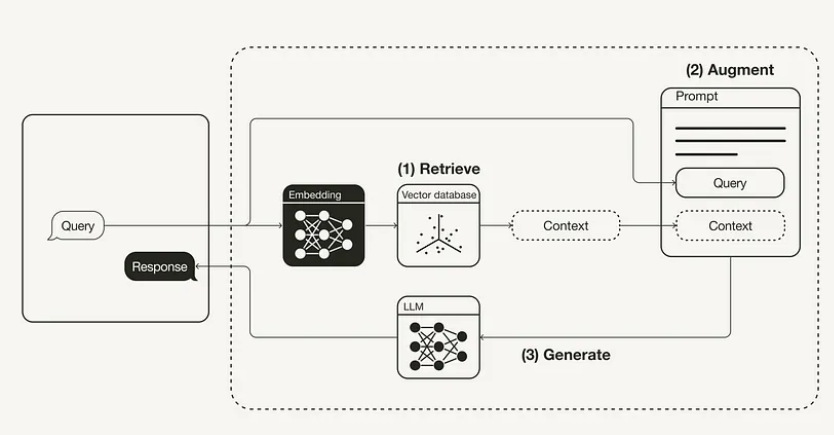 (2) Augment
Prompt
(1) Retrieve
Query
Embedding
Vector database
Query
Context
Context
Response
LLM
(3) Generate